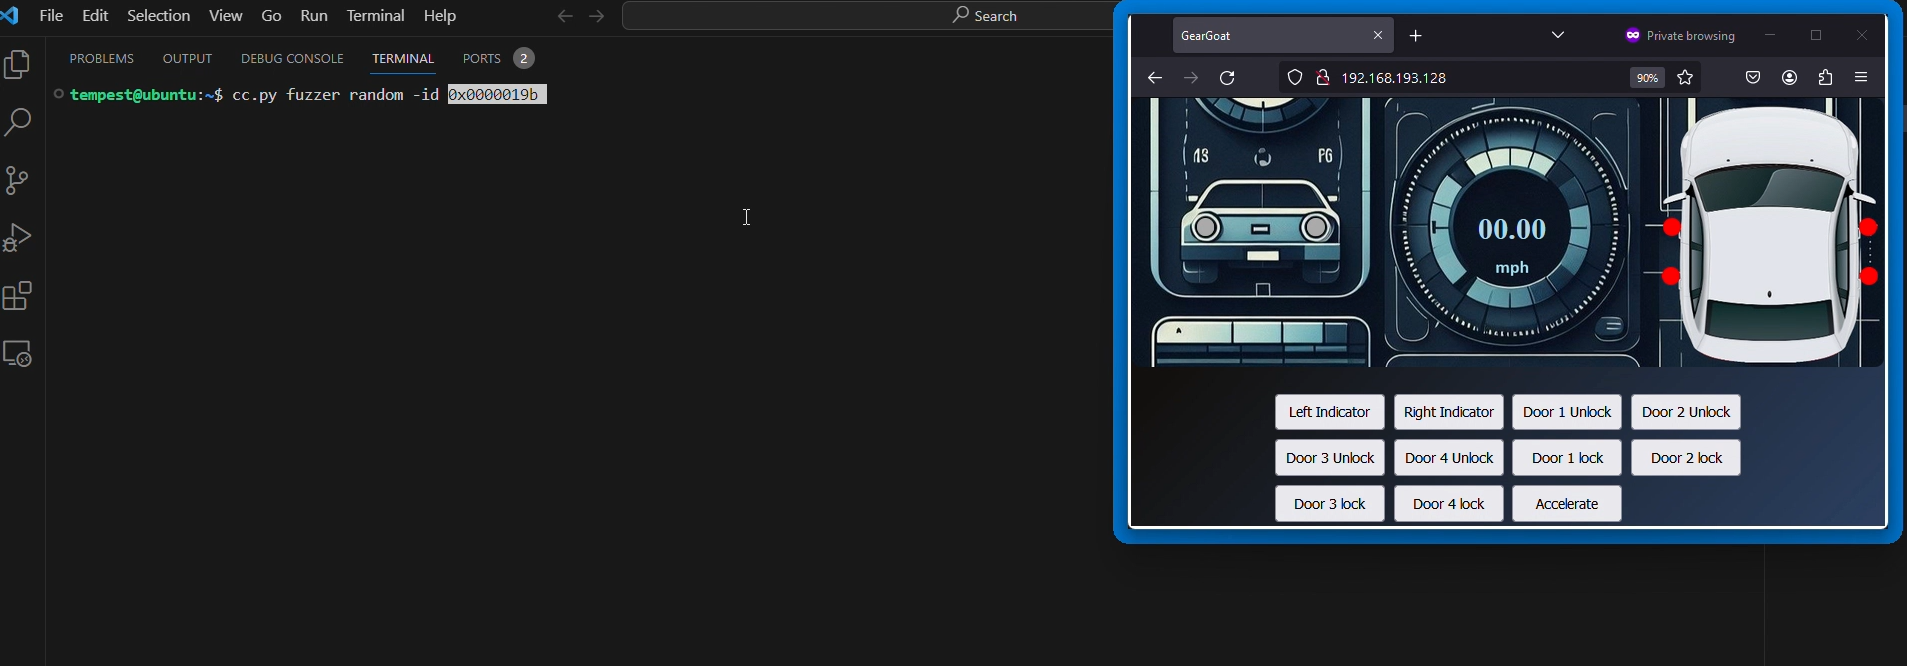 File Edit Selection View Go Run Terminal Help
Search
PROBLEMS OUTPUT DEBUG CONSOLE TERMINAL PORTS 2
tempest@ubuntu:~$ cc.py fuzzer random -id 0x0000019b
GearGoat
Private browsing
192.168.193.128
90%
00.00
mph
Left Indicator Right Indicator Door 1 Unlock Door 2 Unlock
Door 3 Unlock Door 4 Unlock Door 1 lock Door 2 lock
Door 3 lock Door 4 lock Accelerate